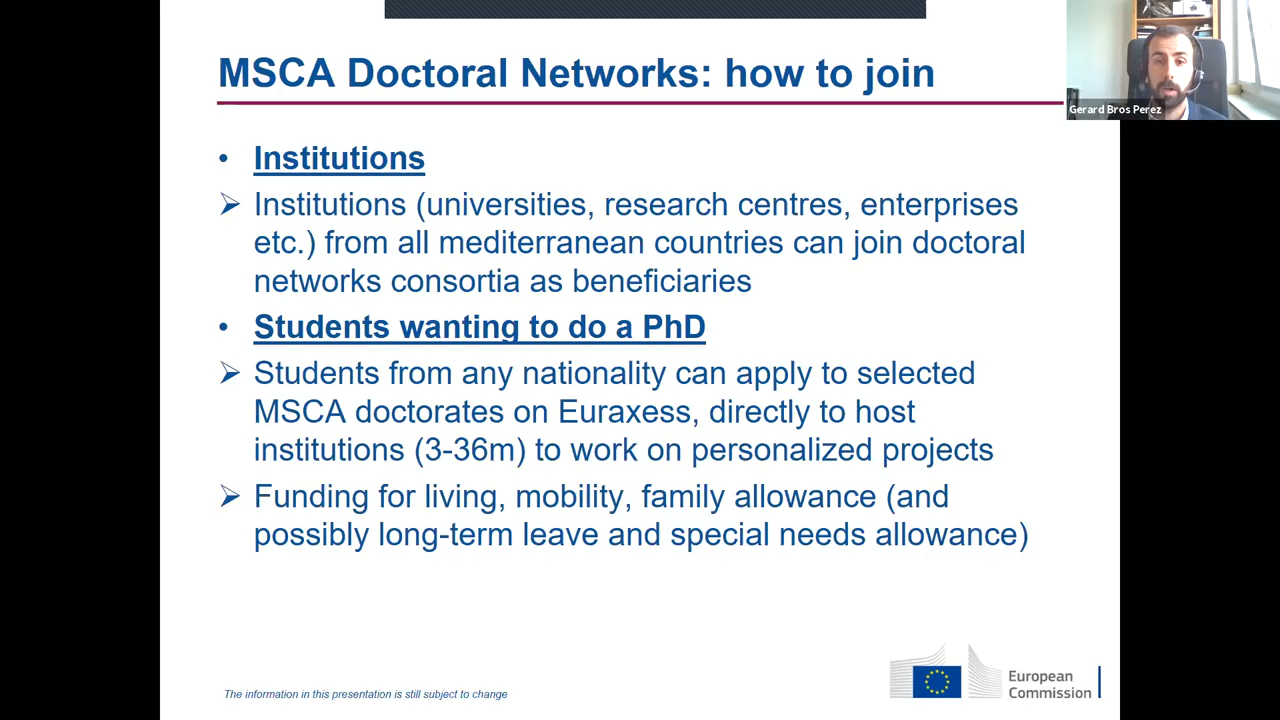 MSCA Doctoral Networks: how to join
Gerard Bros Perez
• Institutions
➢ Institutions (universities, research centres, enterprises
etc.) from all mediterranean countries can join doctoral
networks consortia as beneficiaries
• Students wanting to do a PhD
➢ Students from any nationality can apply to selected
MSCA doctorates on Euraxess, directly to host
institutions (3-36m) to work on personalized projects
➢ Funding for living, mobility, family allowance (and
possibly long-term leave and special needs allowance)
The information in this presentation is still subject to change
European
Commission